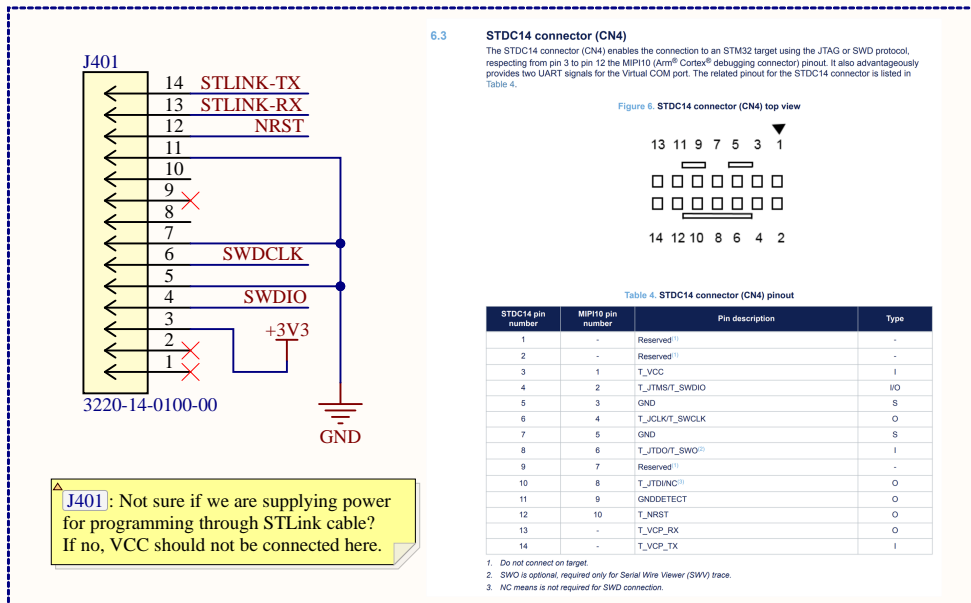 J401
14 STLINK-TX
13 STLINK-RX
12 NRST
11
10
9
8
7
6 SWDCLK
5
4 SWDIO
3
+3V3
2
1
3220-14-0100-00
GND
J401 : Not sure if we are supplying power
for programming through STLink cable?
If no, VCC should not be connected here.
6.3 STDC14 connector (CN4)
The STDC14 connector (CN4) enables the connection to an STM32 target using the JTAG or SWD protocol,
respecting from pin 3 to pin 12 the MIPI10 (Arm® Cortex® debugging connector) pinout. It also advantageously
provides two UART signals for the Virtual COM port. The related pinout for the STDC14 connector is listed in
Table 4.
Figure 6. STDC14 connector (CN4) top view
13 11 9 7 5 3 1
14 12 10 8 6 4 2
Table 4. STDC14 connector (CN4) pinout
STDC14 pin number MIPI10 pin number Pin description Type
1 - Reserved(1) -
2 - Reserved(1) -
3 1 T_VCC I
4 2 T_JTMS/T_SWDIO I/O
5 3 GND S
6 4 T_JCLK/T_SWCLK O
7 5 GND S
8 6 T_JTDO/T_SWO(2) I
9 7 Reserved(1) -
10 8 T_JTDI/NC(3) O
11 9 GNDDETECT O
12 10 T_NRST O
13 - T_VCP_RX O
14 - T_VCP_TX I
1. Do not connect on target.
2. SWO is optional, required only for Serial Wire Viewer (SWV) trace.
3. NC means is not required for SWD connection.